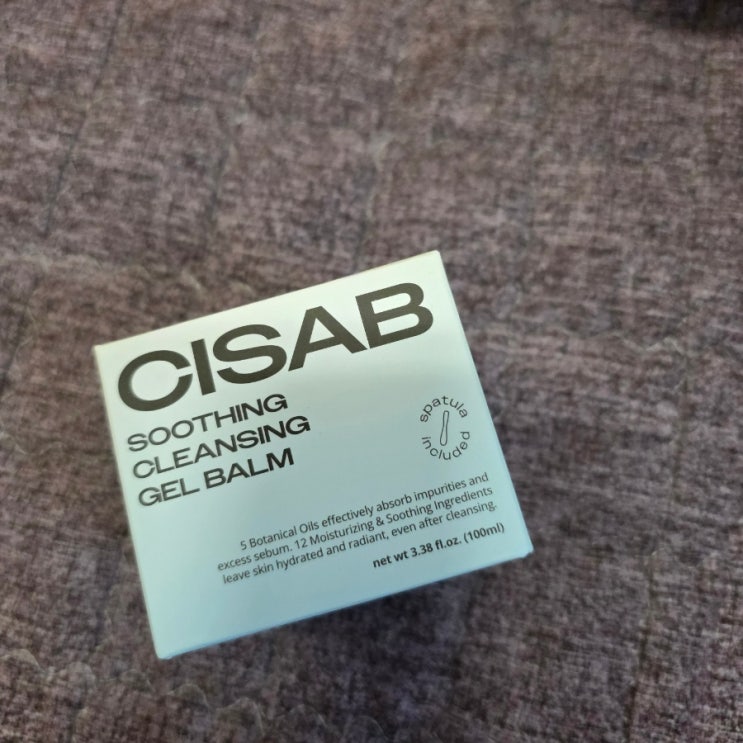 CISAB
SOOTHING
CLEANSING
GEL BALM
spatula
included
5 Botanical Oils effectively absorb impurities and
excess sebum. 12 Moisturizing & Soothing Ingredients
leave skin hydrated and radiant, even after cleansing.
net wt 3.38 fl.oz. (100ml)